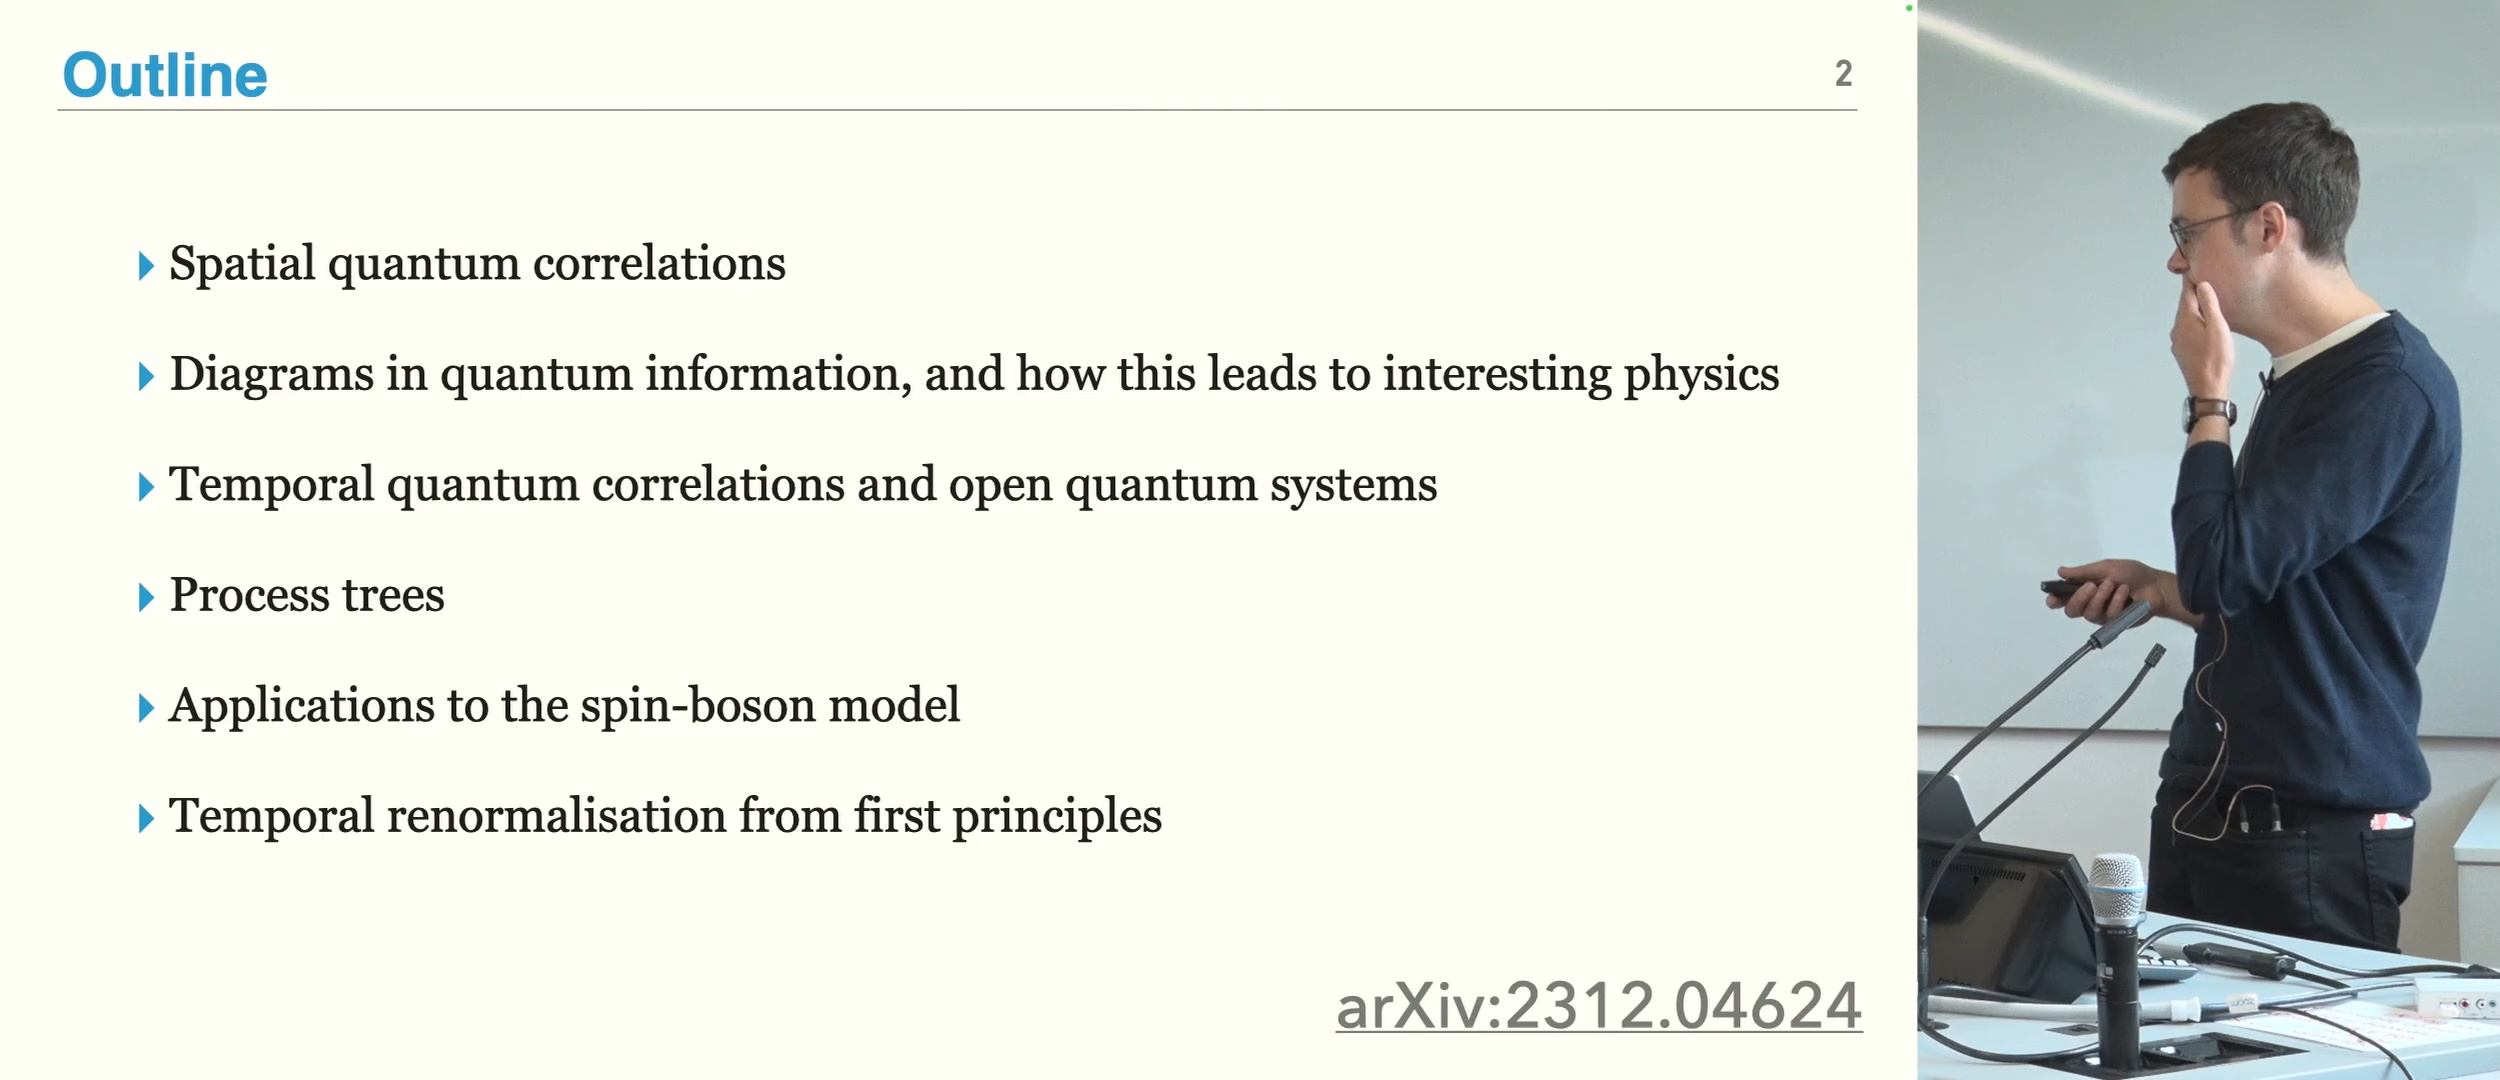 Outline
2
Spatial quantum correlations
Diagrams in quantum information, and how this leads to interesting physics
Temporal quantum correlations and open quantum systems
Process trees
Applications to the spin-boson model
Temporal renormalisation from first principles
arXiv:2312.04624